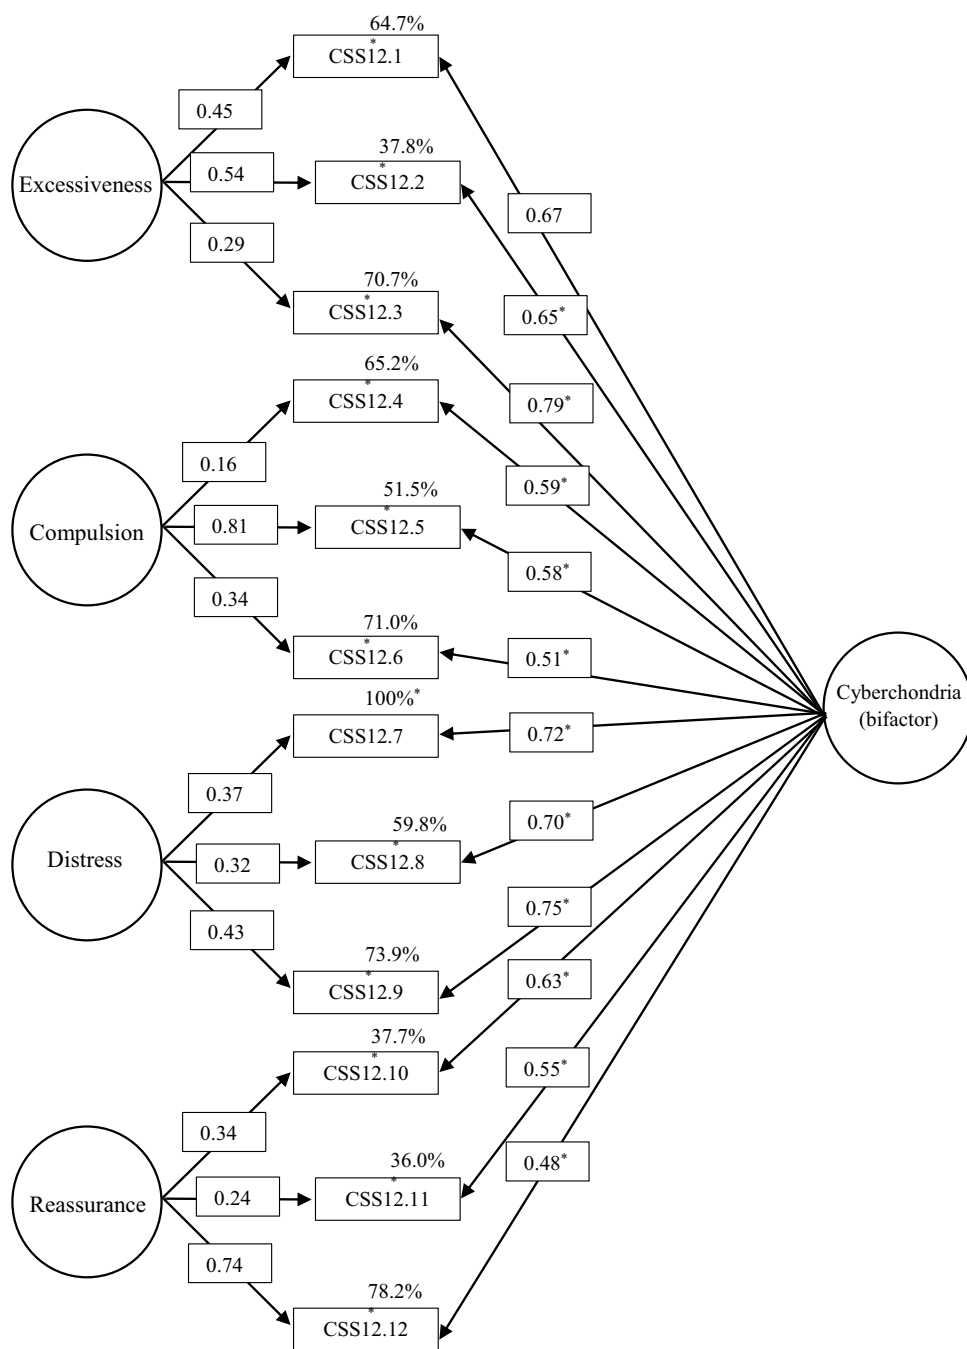 64.7%
*
CSS12.1
0.45
37.8%
*
CSS12.2
Excessiveness
0.54
0.67
0.29
70.7%
*
CSS12.3
0.65*
65.2%
*
CSS12.4
0.79*
0.16
0.59*
51.5%
*
CSS12.5
Compulsion
0.81
0.58*
0.34
71.0%
*
CSS12.6
0.51*
100%*
CSS12.7
0.72*
Cyberchondria
(bifactor)
0.37
59.8%
*
CSS12.8
0.70*
Distress
0.32
0.75*
0.43
73.9%
*
CSS12.9
0.63*
37.7%
*
CSS12.10
0.55*
0.34
36.0%
*
CSS12.11
0.48*
Reassurance
0.24
0.74
78.2%
*
CSS12.12